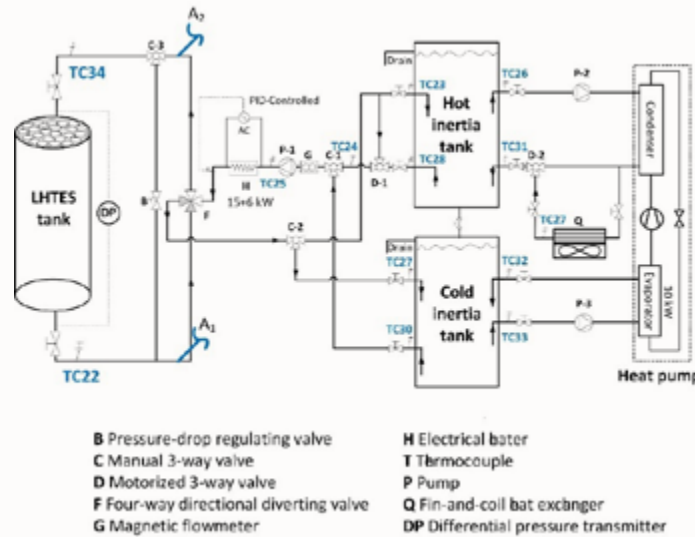 A₂
C-3
TC34
LHTES
tank
DP
B
F
TC22
A₁
PID-Controlled
AC
H
15+6 kW
P-1
TC25
G
C-1
TC24
D-1
C-2
Drain
TC23
TC28
Hot
inertia
tank
TC26
TC31
P-2
D-2
TC27
Q
Condenser
Drain
TC27
TC30
Cold
inertia
tank
TC32
TC33
P-3
Evaporator
Heat pump
B Pressure-drop regulating valve
C Manual 3-way valve
D Motorized 3-way valve
F Four-way directional diverting valve
G Magnetic flowmeter
H Electrical bater
T Thrmocouple
P Pump
Q Fin-and-coil bat excbnger
DP Differential pressure transmitter